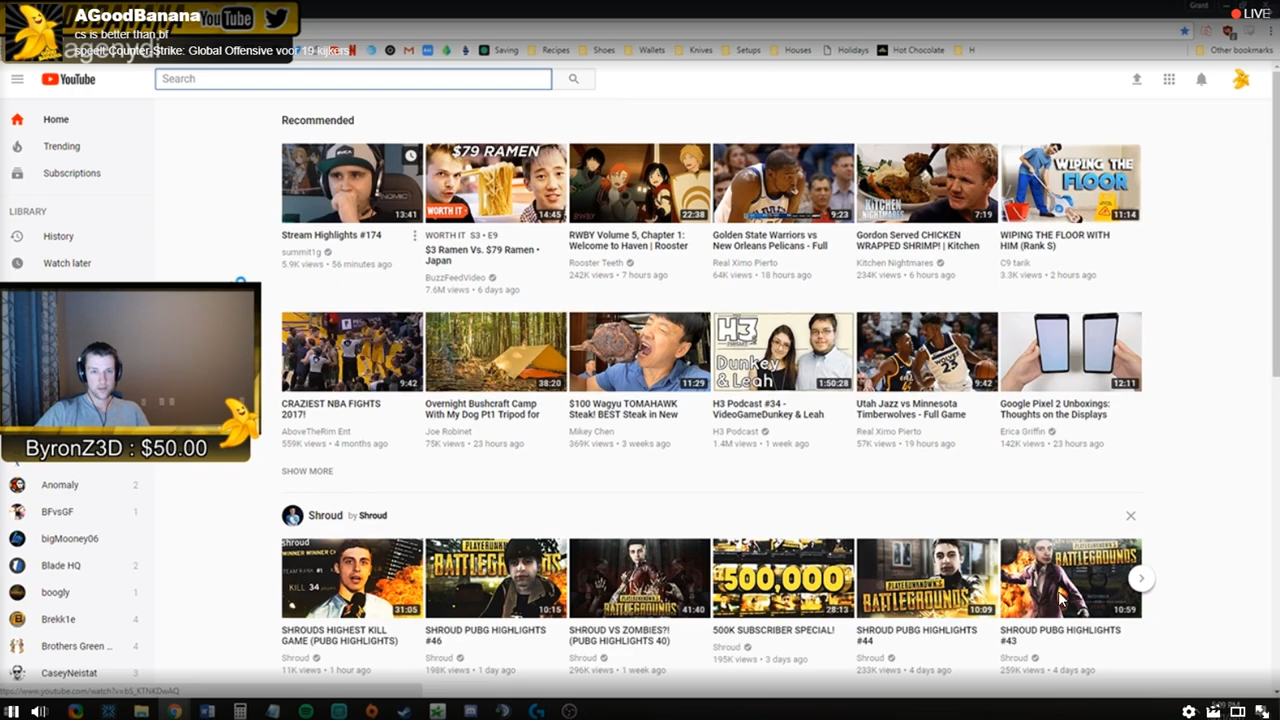 AGoodBanana
YouTube
cs is better than bf
speelt Counter-Strike: Global Offensive voor 19 kijkers
Grant
LIVE
Saving
Recipes
Shoes
Wallets
Knives
Setups
Houses
Holidays
Hot Chocolate
H
Other bookmarks
YouTube
Search
Home
Trending
Subscriptions
LIBRARY
History
Watch later
Recommended
13:41
Stream Highlights #174
summit1g
5.9K views • 56 minutes ago
$79 RAMEN
WORTH IT
14:45
WORTH IT S3 • E9
$3 Ramen Vs. $79 Ramen •
Japan
BuzzFeedVideo
7.6M views • 6 days ago
RWBY
22:38
RWBY Volume 5, Chapter 1:
Welcome to Haven | Rooster
Rooster Teeth
242K views • 7 hours ago
9:23
Golden State Warriors vs
New Orleans Pelicans - Full
Real Ximo Pierto
64K views • 18 hours ago
KITCHEN
NIGHTMARES
7:19
Gordon Served CHICKEN
WRAPPED SHRIMP! | Kitchen
Kitchen Nightmares
234K views • 6 hours ago
WIPING THE
FLOOR
11:14
WIPING THE FLOOR WITH
HIM (Rank S)
C9 tarik
3.3K views • 2 hours ago
9:42
CRAZIEST NBA FIGHTS
2017!
AboveTheRim Ent
559K views • 4 months ago
38:20
Overnight Bushcraft Camp
With My Dog Pt1 Tripod for
Joe Robinet
75K views • 23 hours ago
11:29
$100 Wagyu TOMAHAWK
Steak! BEST Steak in New
Mikey Chen
369K views • 3 weeks ago
H3
PODCAST
Dunkey
& Leah
1:50:28
H3 Podcast #34 -
VideoGameDunkey & Leah
H3 Podcast
1.4M views • 1 week ago
23
9:42
Utah Jazz vs Minnesota
Timberwolves - Full Game
Real Ximo Pierto
57K views • 19 hours ago
12:11
Google Pixel 2 Unboxings:
Thoughts on the Displays
Erica Griffin
142K views • 23 hours ago
SHOW MORE
ByronZ3D : $50.00
Anomaly 2
BFvsGF 1
bigMooney06
Blade HQ 2
boogly 1
Brekk1e 4
Brothers Green ... 4
CaseyNeistat 3
Shroud by Shroud
shroud
KILL 34
31:05
SHROUDS HIGHEST KILL
GAME (PUBG HIGHLIGHTS)
Shroud
11K views • 1 hour ago
10:15
SHROUD PUBG HIGHLIGHTS
#46
Shroud
198K views • 1 day ago
BATTLEGROUNDS
41:40
SHROUD VS ZOMBIES?!
(PUBG HIGHLIGHTS 40)
Shroud
296K views • 1 week ago
500,000
28:13
500K SUBSCRIBER SPECIAL!
Shroud
195K views • 3 days ago
PLAYERUNKNOWN'S
BATTLEGROUNDS
10:09
SHROUD PUBG HIGHLIGHTS
#44
Shroud
233K views • 4 days ago
BATTLEGROUNDS
10:59
SHROUD PUBG HIGHLIGHTS
#43
Shroud
259K views • 4 days ago